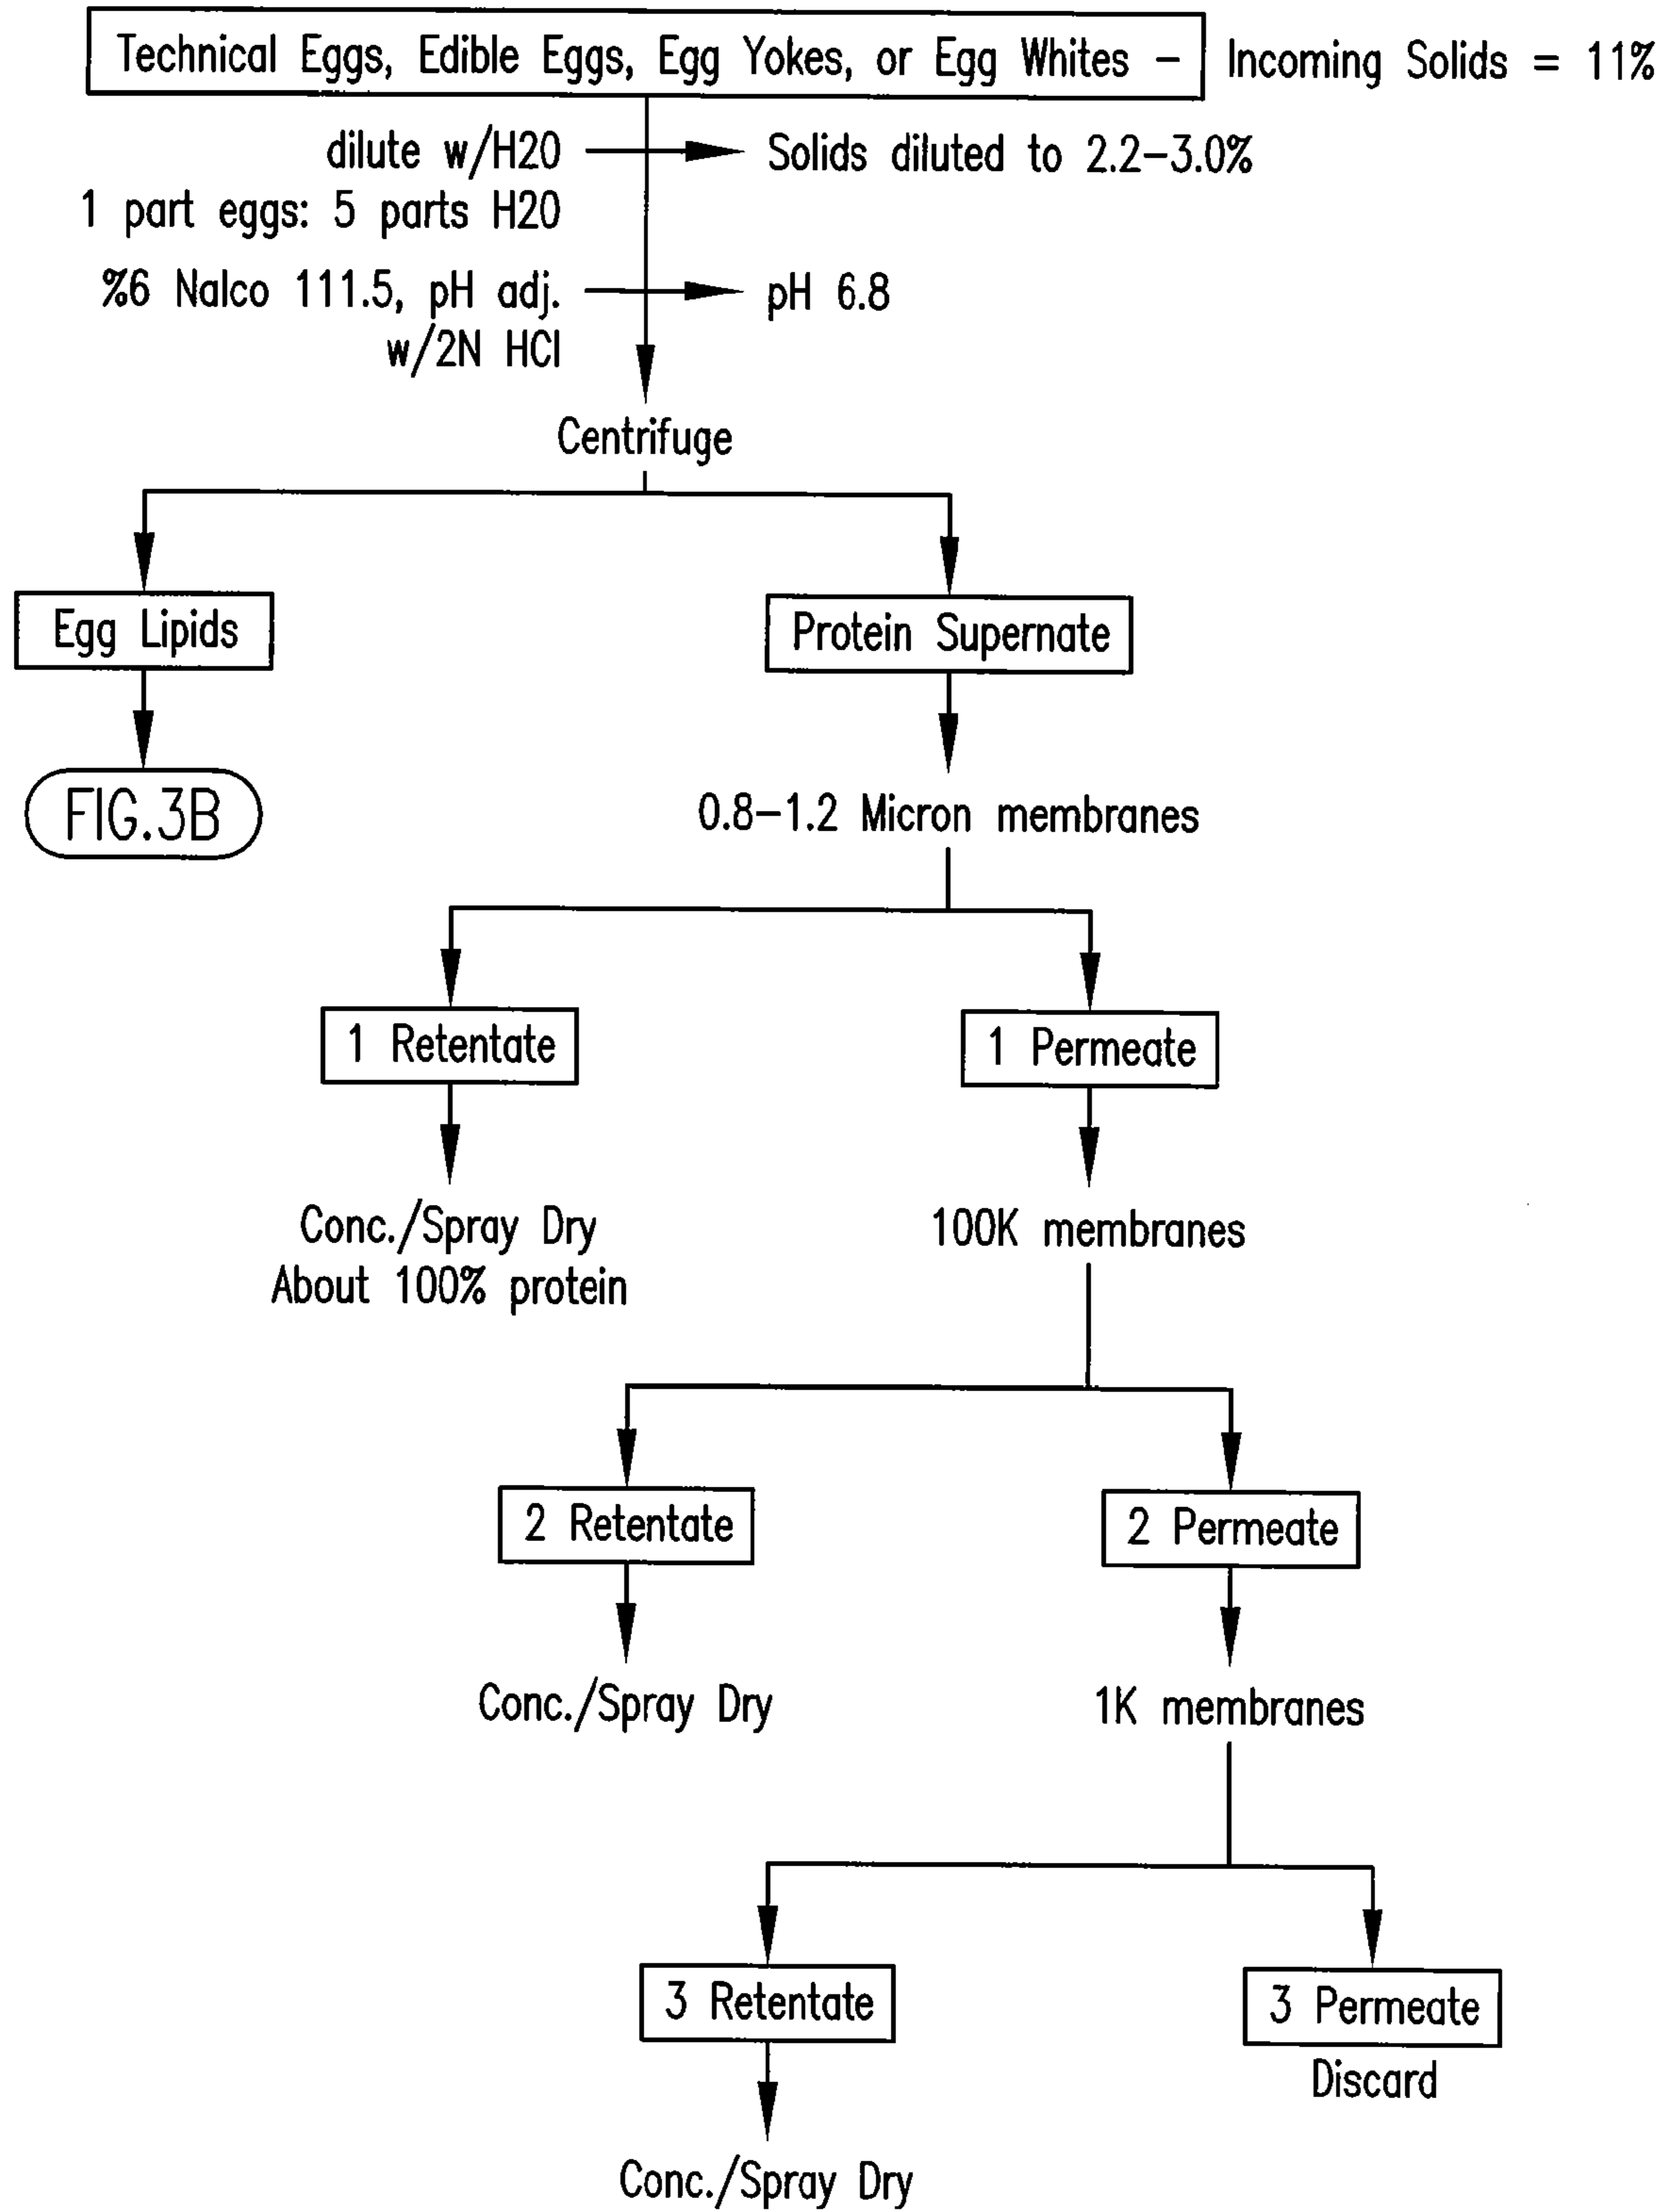 Technical Eggs, Edible Eggs, Egg Yokes, or Egg Whites – Incoming Solids = 11%
dilute w/H20
Solids diluted to 2.2–3.0%
1 part eggs: 5 parts H20
%6 Nalco 111.5, pH adj.
pH 6.8
w/2N HCl
Centrifuge
Egg Lipids
Protein Supernate
FIG.3B
0.8–1.2 Micron membranes
1 Retentate
1 Permeate
Conc./Spray Dry
About 100% protein
100K membranes
2 Retentate
2 Permeate
Conc./Spray Dry
1K membranes
3 Retentate
3 Permeate
Discard
Conc./Spray Dry